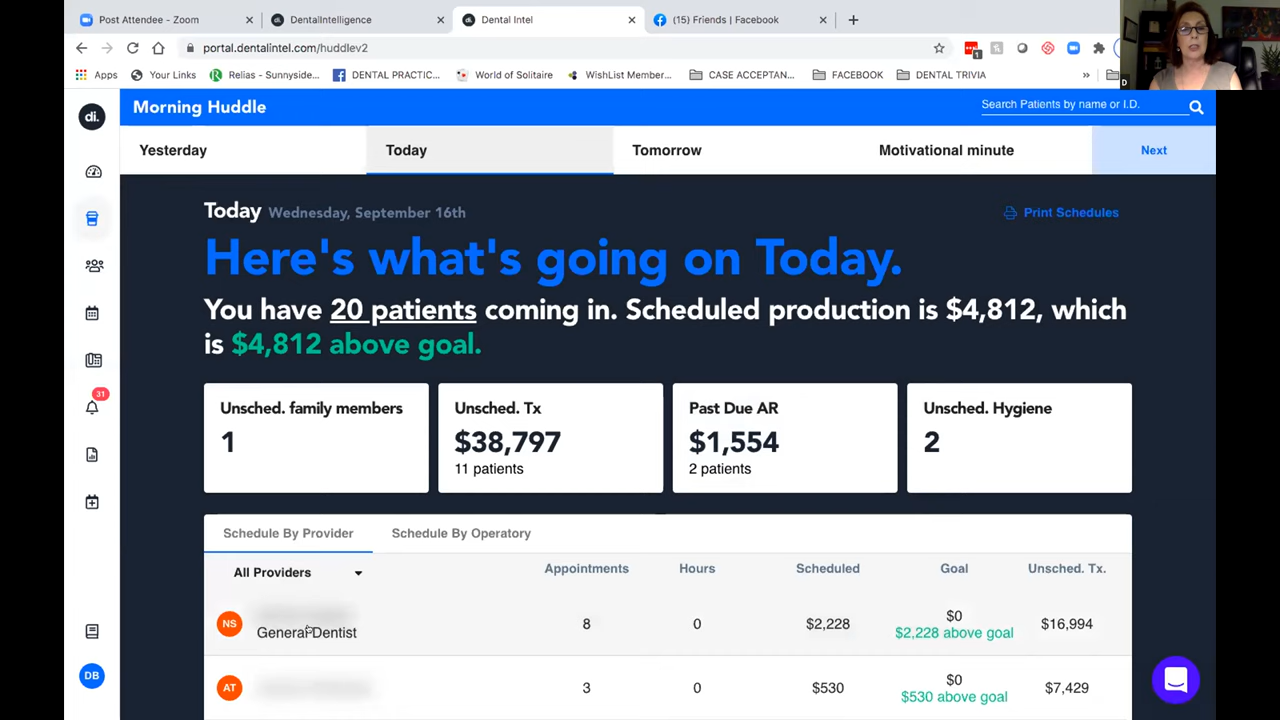 Post Attendee - Zoom
DentalIntelligence
Dental Intel
(15) Friends | Facebook
portal.dentalintel.com/huddlev2
1
Apps
Your Links
Relias - Sunnyside...
DENTAL PRACTIC...
World of Solitaire
WishList Member...
CASE ACCEPTAN...
FACEBOOK
DENTAL TRIVIA
»
D
di.
Morning Huddle
Search Patients by name or I.D.
Yesterday
Today
Tomorrow
Motivational minute
Next
Today Wednesday, September 16th
Print Schedules
Here's what's going on Today.
You have 20 patients coming in. Scheduled production is $4,812, which
is $4,812 above goal.
31
Unsched. family members
1
Unsched. Tx
$38,797
11 patients
Past Due AR
$1,554
2 patients
Unsched. Hygiene
2
Schedule By Provider
Schedule By Operatory
All Providers
Appointments
Hours
Scheduled
Goal
Unsched. Tx.
NS
General Dentist
8
0
$2,228
$0
$2,228 above goal
$16,994
AT
3
0
$530
$0
$530 above goal
$7,429
DB